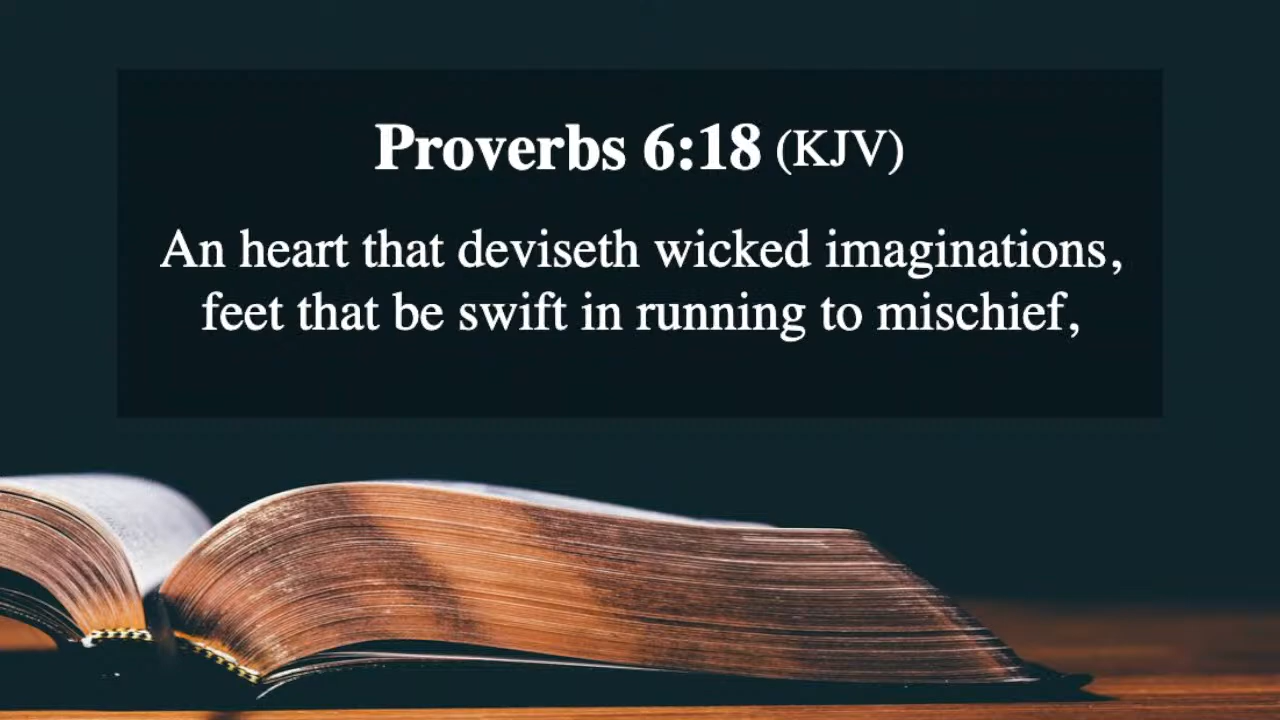 Proverbs 6:18 (KJV)
An heart that deviseth wicked imaginations,
feet that be swift in running to mischief,